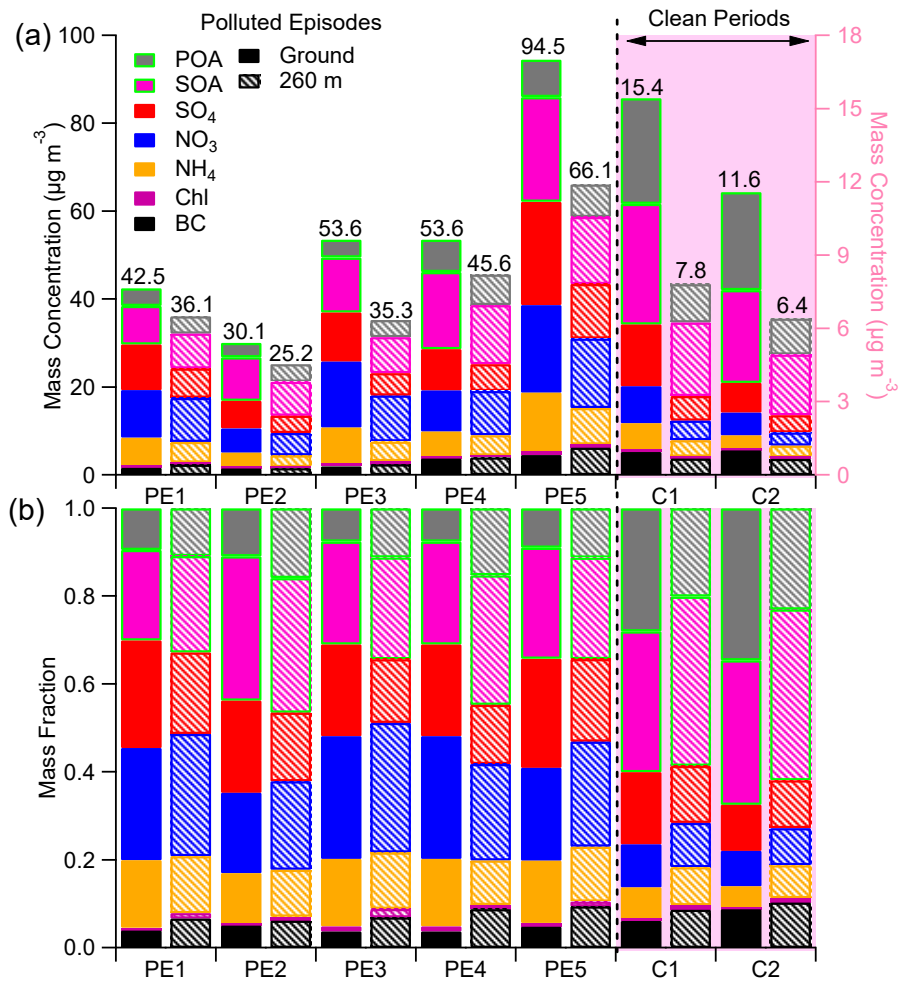 (a)
Polluted Episodes
Clean Periods
POA
SOA
SO4
NO3
NH4
Chl
BC
Ground
260 m
Mass Concentration (µg m-3)
100
80
60
40
20
0
42.5
36.1
30.1
25.2
53.6
35.3
53.6
45.6
94.5
66.1
15.4
7.8
11.6
6.4
18
15
12
9
6
3
0
Mass Concentration (µg m-3)
PE1 PE2 PE3 PE4 PE5 C1 C2
(b)
Mass Fraction
1.0
0.8
0.6
0.4
0.2
0.0
PE1 PE2 PE3 PE4 PE5 C1 C2